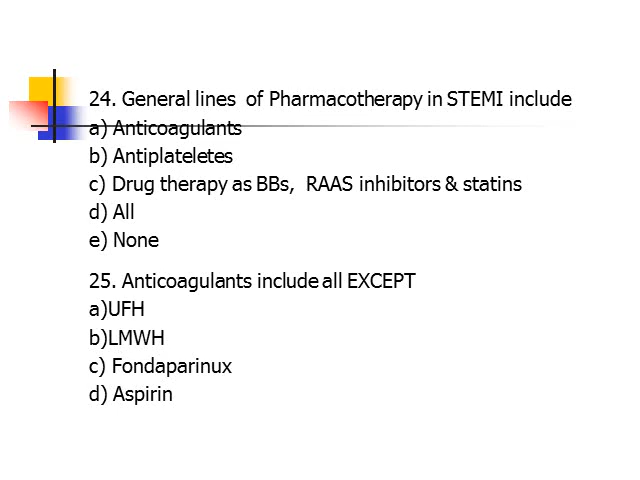 24. General lines  of Pharmacotherapy in STEMI include
a) Anticoagulants
b) Antiplateletes
c) Drug therapy as BBs,  RAAS inhibitors & statins
d) All
e) None
25. Anticoagulants include all EXCEPT
a)UFH
b)LMWH
c) Fondaparinux
d) Aspirin